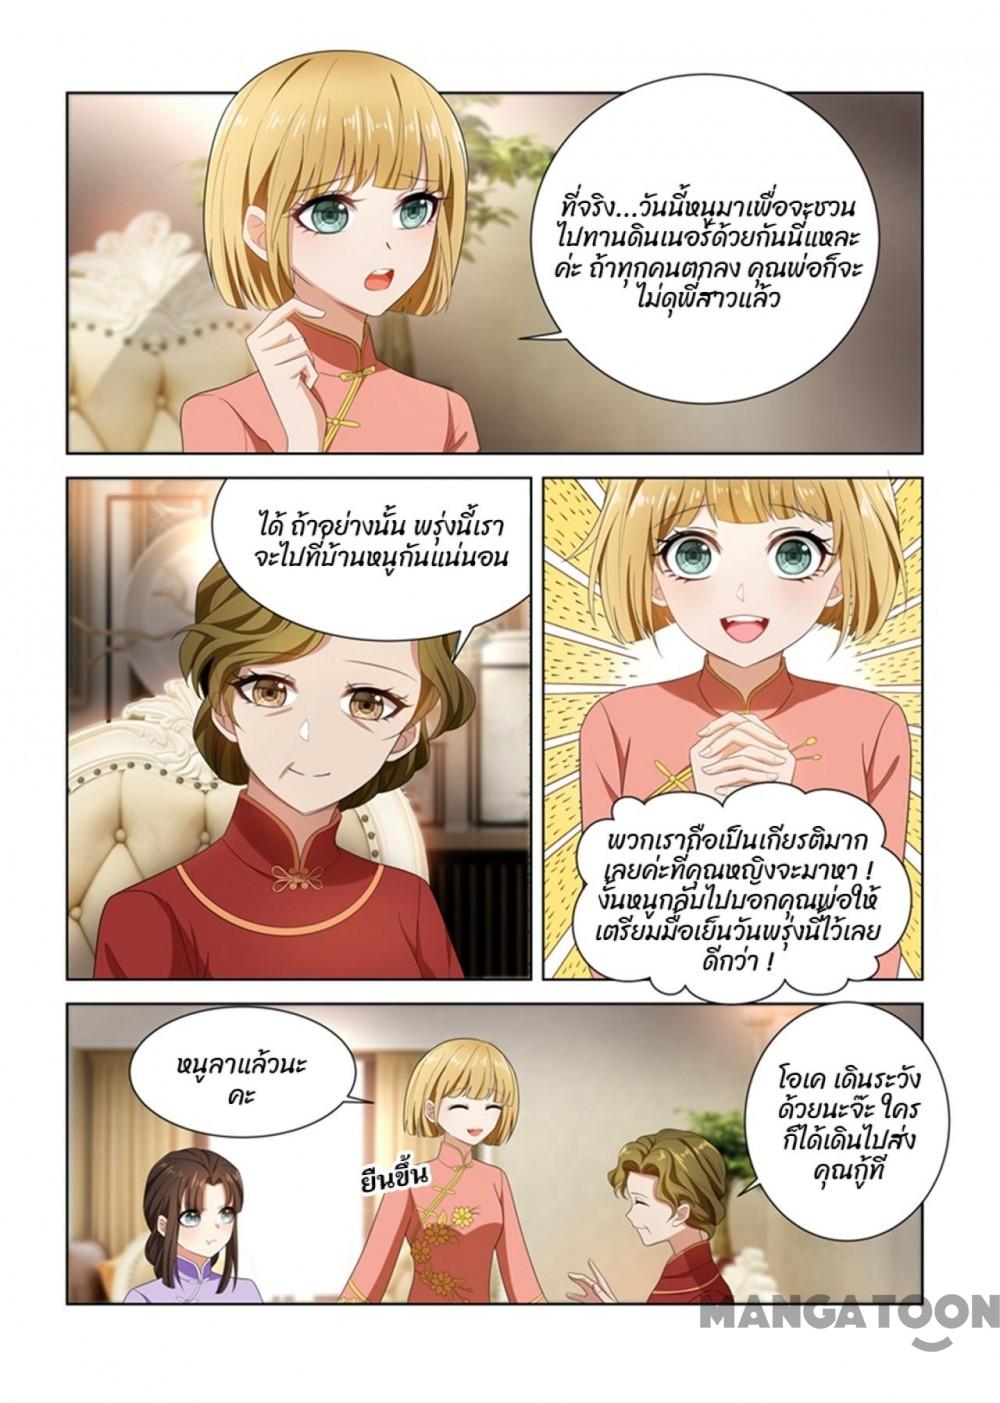 ที่จริง...วันนี้หนูมาเพื่อจะชวน
ไปทานดินเนอร์ด้วยกันนี่แหละ
ค่ะ ถ้าทุกคนตกลง คุณพ่อก็จะ
ไม่ดุพี่สาวแล้ว
ได้ ถ้าอย่างนั้น พรุ่งนี้เรา
จะไปที่บ้านหนูกันแน่นอน
พวกเราถือเป็นเกียรติมาก
เลยค่ะที่คุณหญิงจะมาหา !
งั้นหนูกลับไปบอกคุณพ่อให้
เตรียมมื้อเย็นวันพรุ่งนี้ไว้เลย
ดีกว่า !
หนูลาแล้วนะ
คะ
ยืนขึ้น
โอเค เดินระวัง
ด้วยนะจ๊ะ ใคร
ก็ได้เดินไปส่ง
คุณกู้ที
MANGATOON